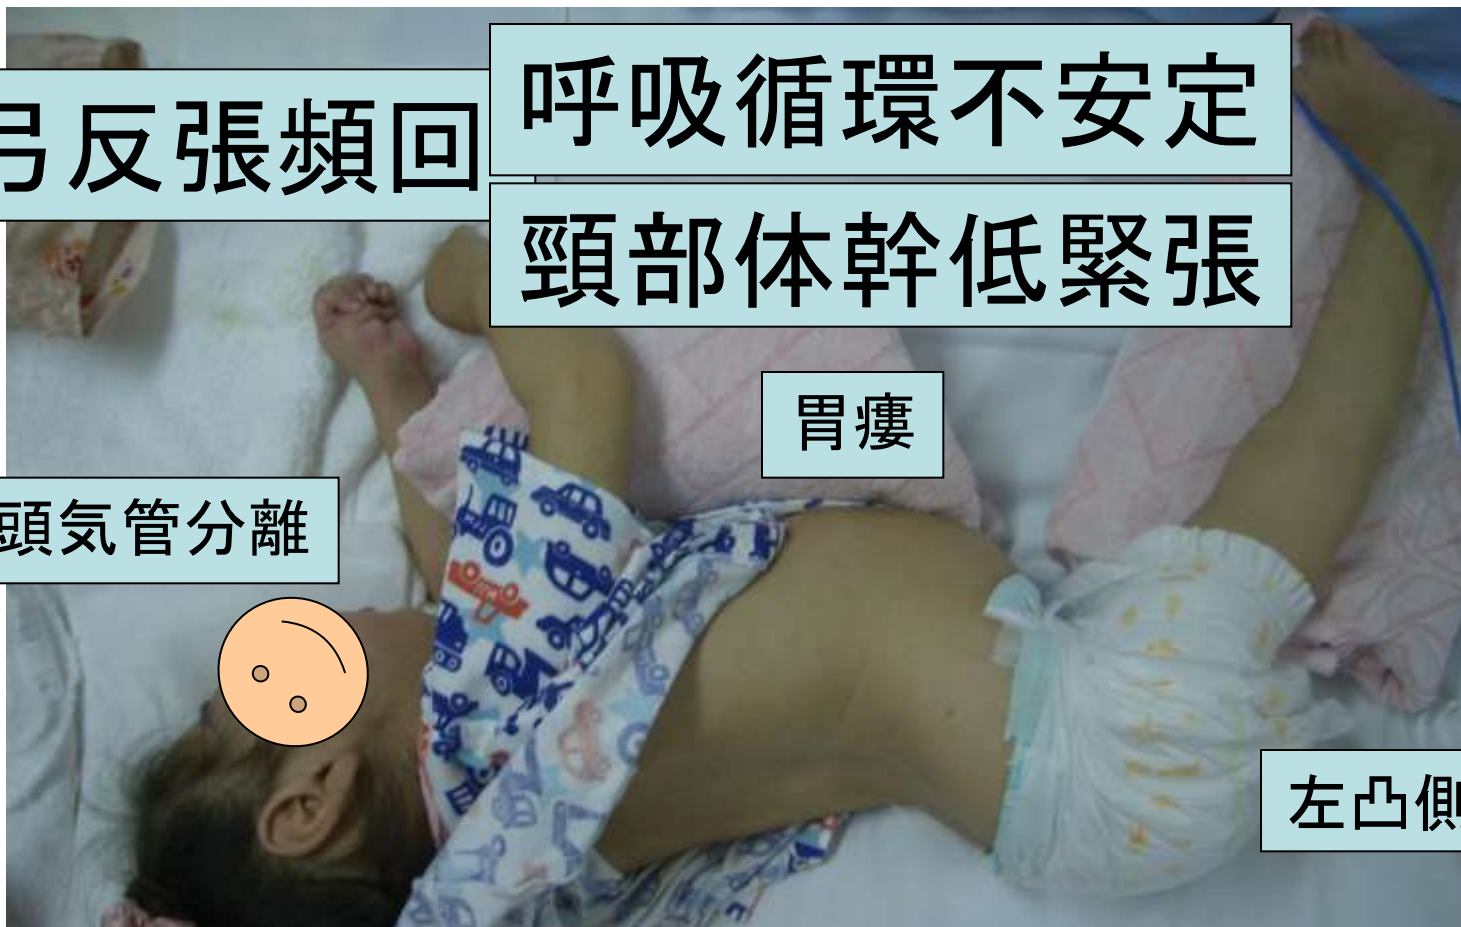 呼吸循環不安定
弓反張頻回
頸部体幹低緊張
胃瘻
頭気管分離
左凸側